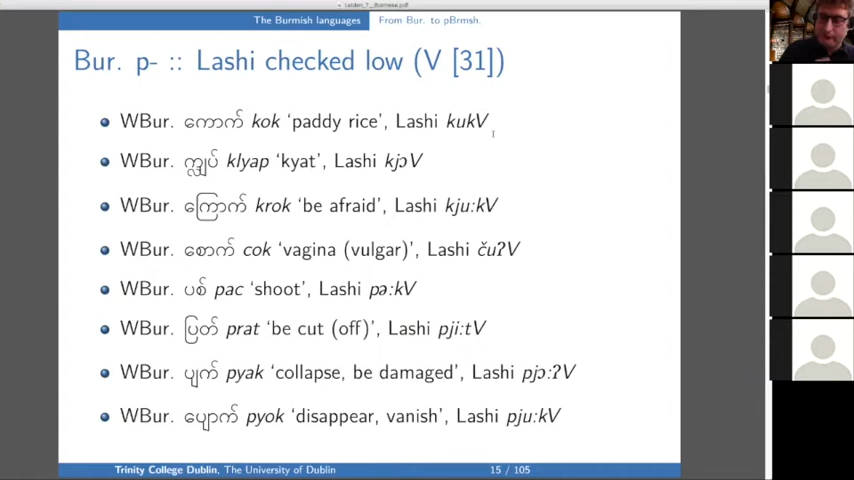 Leiden_7__Burmese.pdf
The Burmish languages From Bur. to pBrmsh.
Bur. p- :: Lashi checked low (V [31])
WBur. ကောက် kok ‘paddy rice’, Lashi kukV
WBur. က္လျပ် klyap ‘kyat’, Lashi kjɔV
WBur. ကြောက် krok ‘be afraid’, Lashi kju:kV
WBur. စောက် cok ‘vagina (vulgar)’, Lashi čuʔV
WBur. ပစ် pac ‘shoot’, Lashi pə:kV
WBur. ပြတ် prat ‘be cut (off)’, Lashi pji:tV
WBur. ပျက် pyak ‘collapse, be damaged’, Lashi pjɔ:ʔV
WBur. ပျောက် pyok ‘disappear, vanish’, Lashi pju:kV
Trinity College Dublin, The University of Dublin 15 / 105